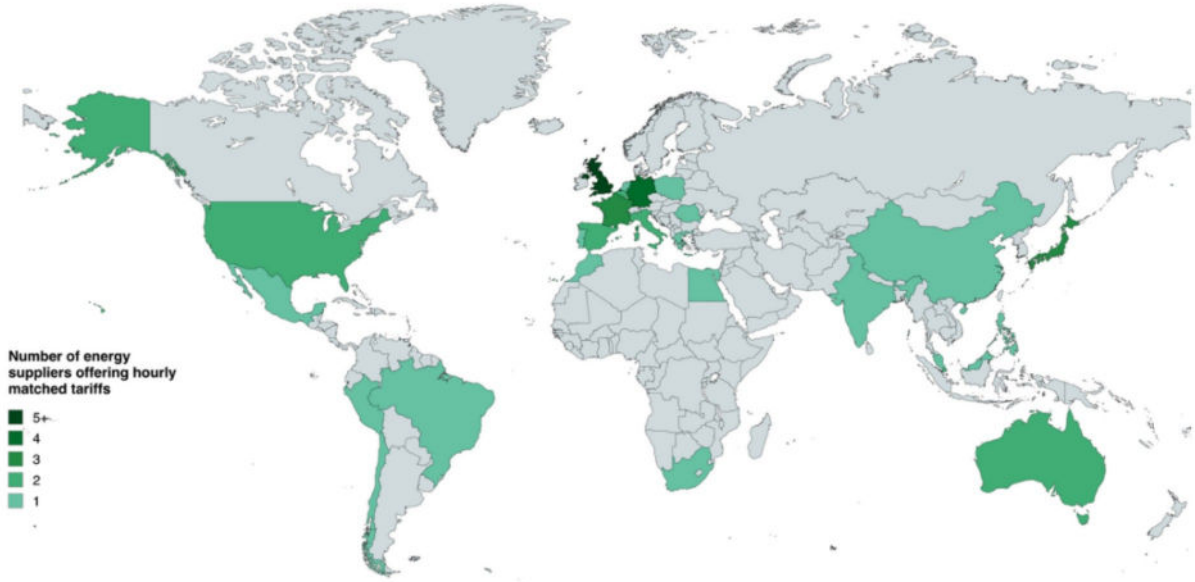 Number of energy
suppliers offering hourly
matched tariffs
5+
4
3
2
1